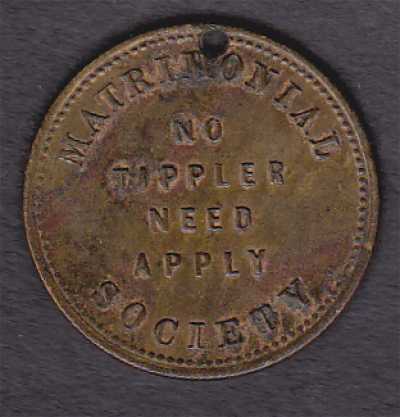 MATRIMONIAL
NO
TIPPLER
NEED
APPLY
SOCIETY